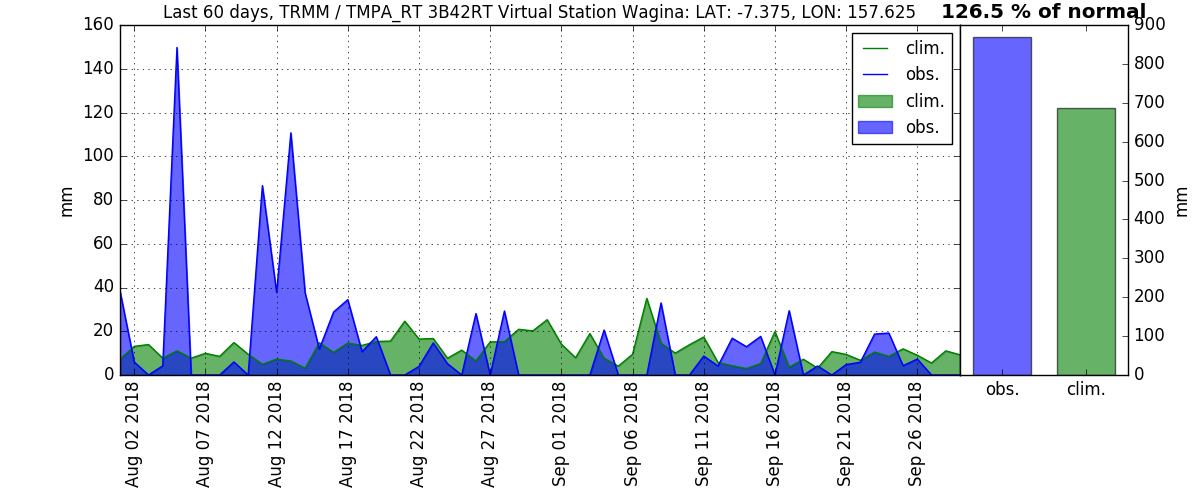 Last 60 days, TRMM / TMPA_RT 3B42RT Virtual Station Wagina: LAT: -7.375, LON: 157.625
126.5 % of normal
mm
160
140
120
100
80
60
40
20
0
clim.
obs.
clim.
obs.
900
800
700
600
500
400
300
200
100
0
mm
Aug 02 2018
Aug 07 2018
Aug 12 2018
Aug 17 2018
Aug 22 2018
Aug 27 2018
Sep 01 2018
Sep 06 2018
Sep 11 2018
Sep 16 2018
Sep 21 2018
Sep 26 2018
obs.
clim.